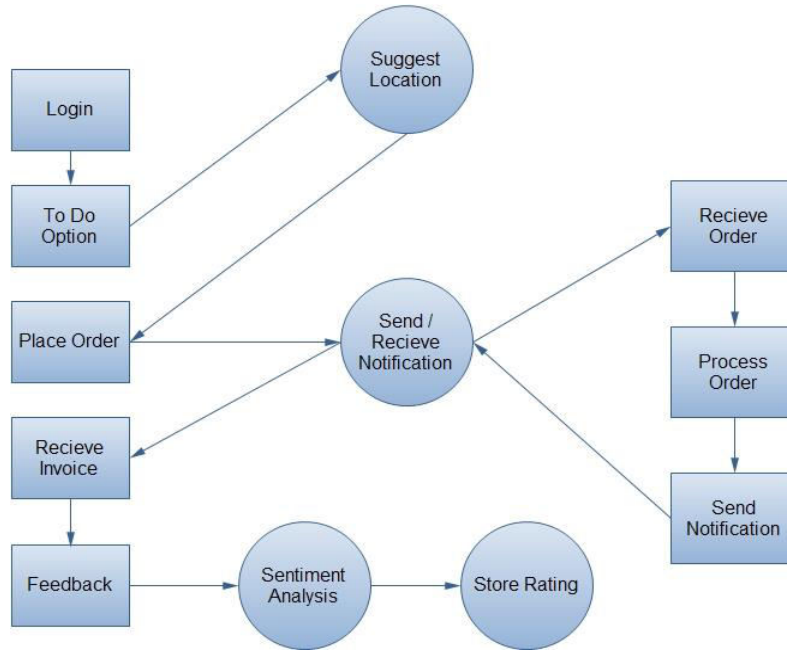 Suggest
Location
Login
To Do
Option
Recieve
Order
Place Order
Send /
Recieve
Notification
Process
Order
Recieve
Invoice
Send
Notification
Feedback
Sentiment
Analysis
Store Rating